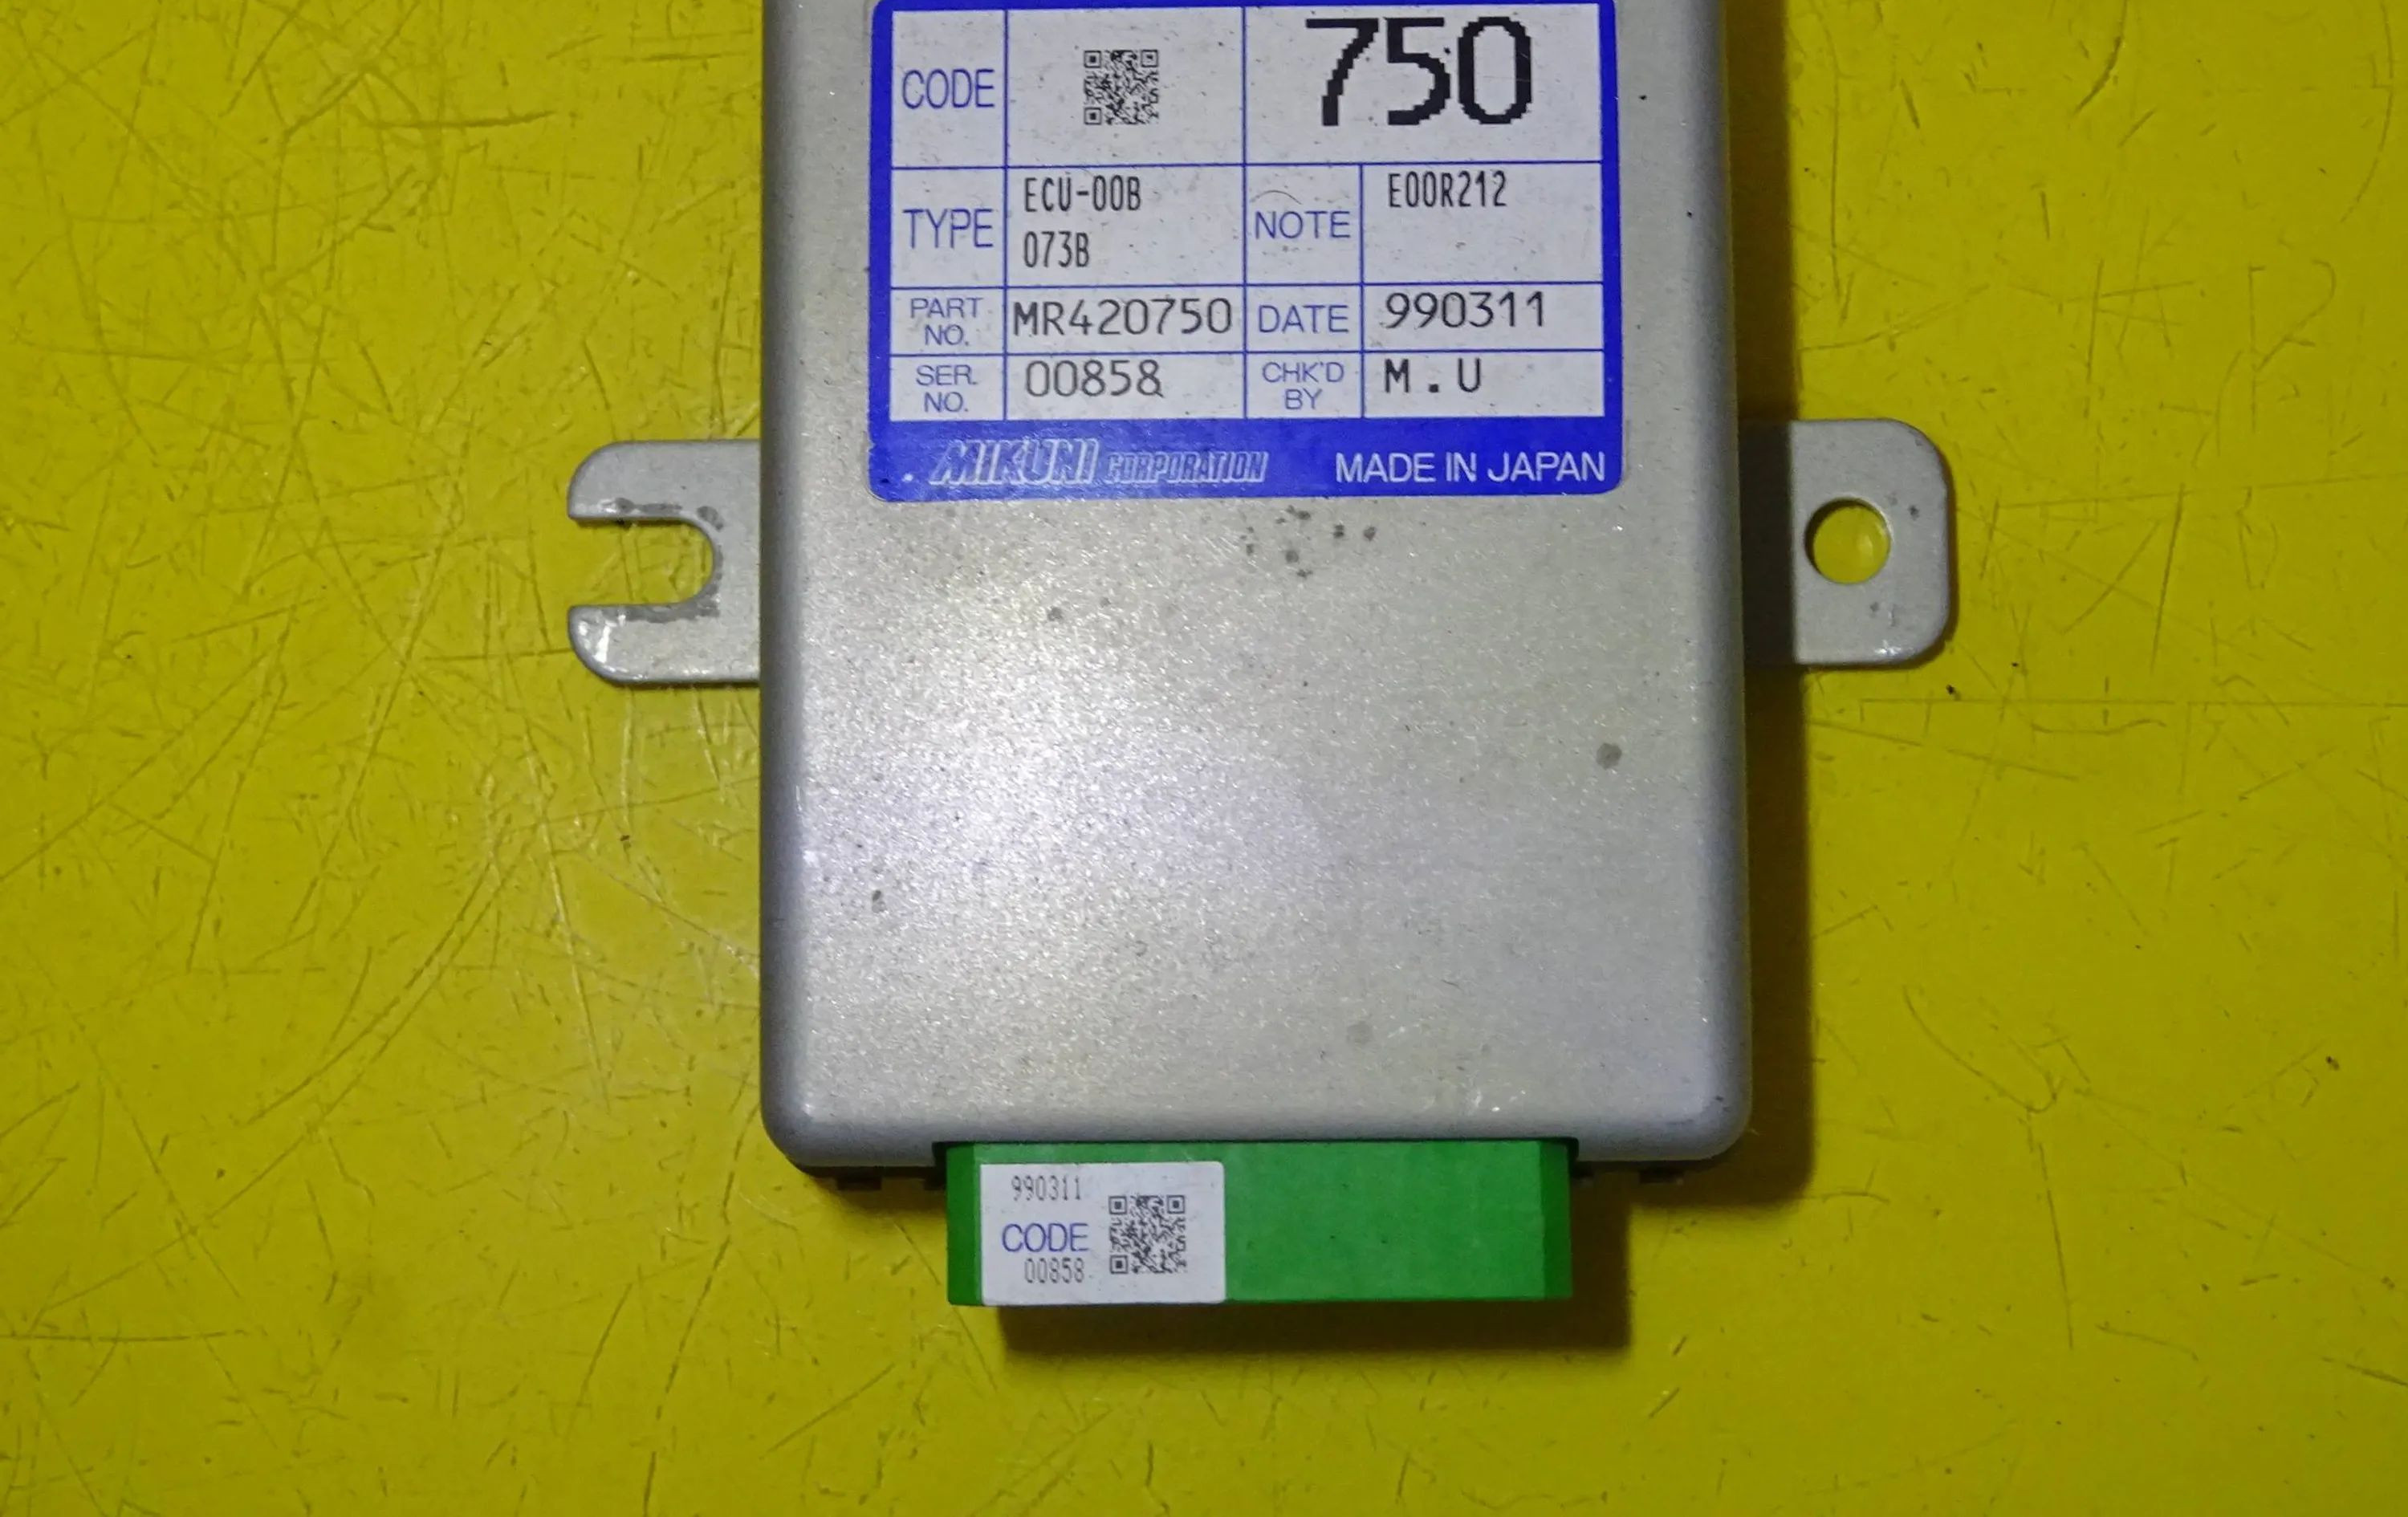 CODE 750
TYPE ECU-00B NOTE E00R212
073B
PART NO. MR420750 DATE 990311
SER. NO. 00858 CHK'D BY M.U
MIKUNI CORPORATION MADE IN JAPAN
990311
CODE
00858